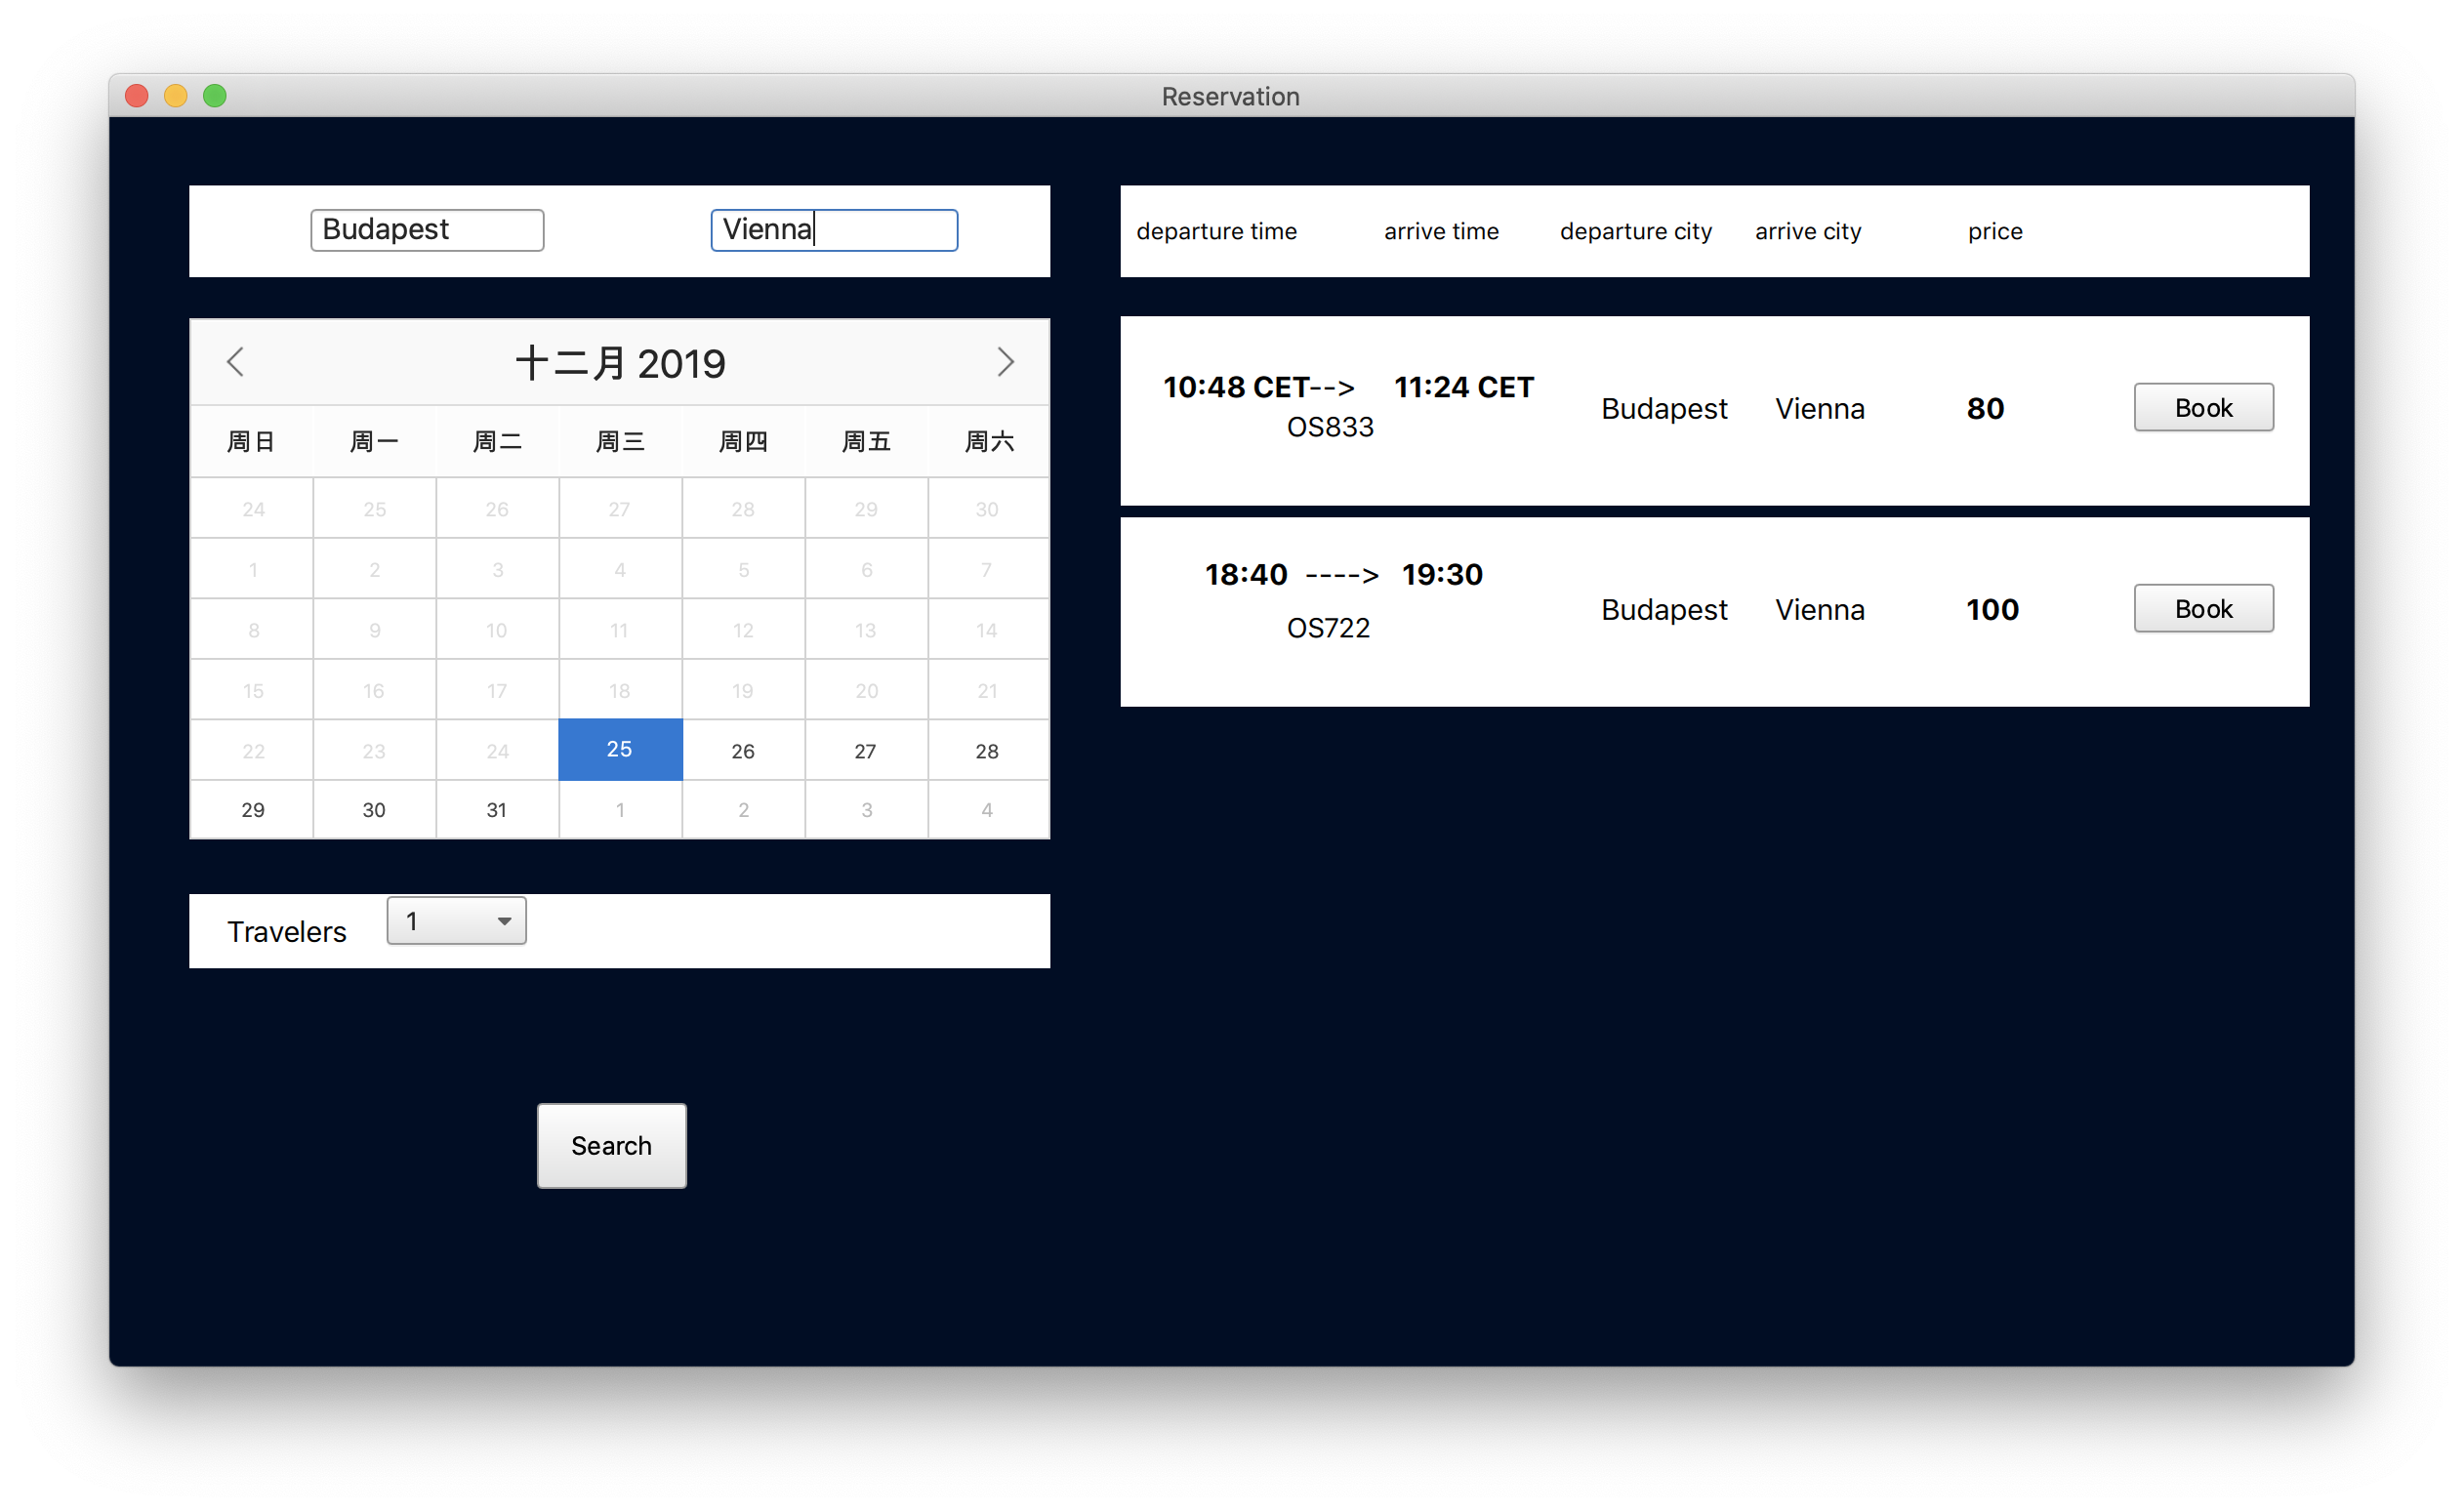 Reservation
Budapest Vienna
十二月 2019
周日 周一 周二 周三 周四 周五 周六
24 25 26 27 28 29 30
1 2 3 4 5 6 7
8 9 10 11 12 13 14
15 16 17 18 19 20 21
22 23 24 25 26 27 28
29 30 31 1 2 3 4
Travelers 1
Search
departure time arrive time departure city arrive city price
10:48 CET--> 11:24 CET
OS833
Budapest Vienna 80 Book
18:40 ----> 19:30
OS722
Budapest Vienna 100 Book